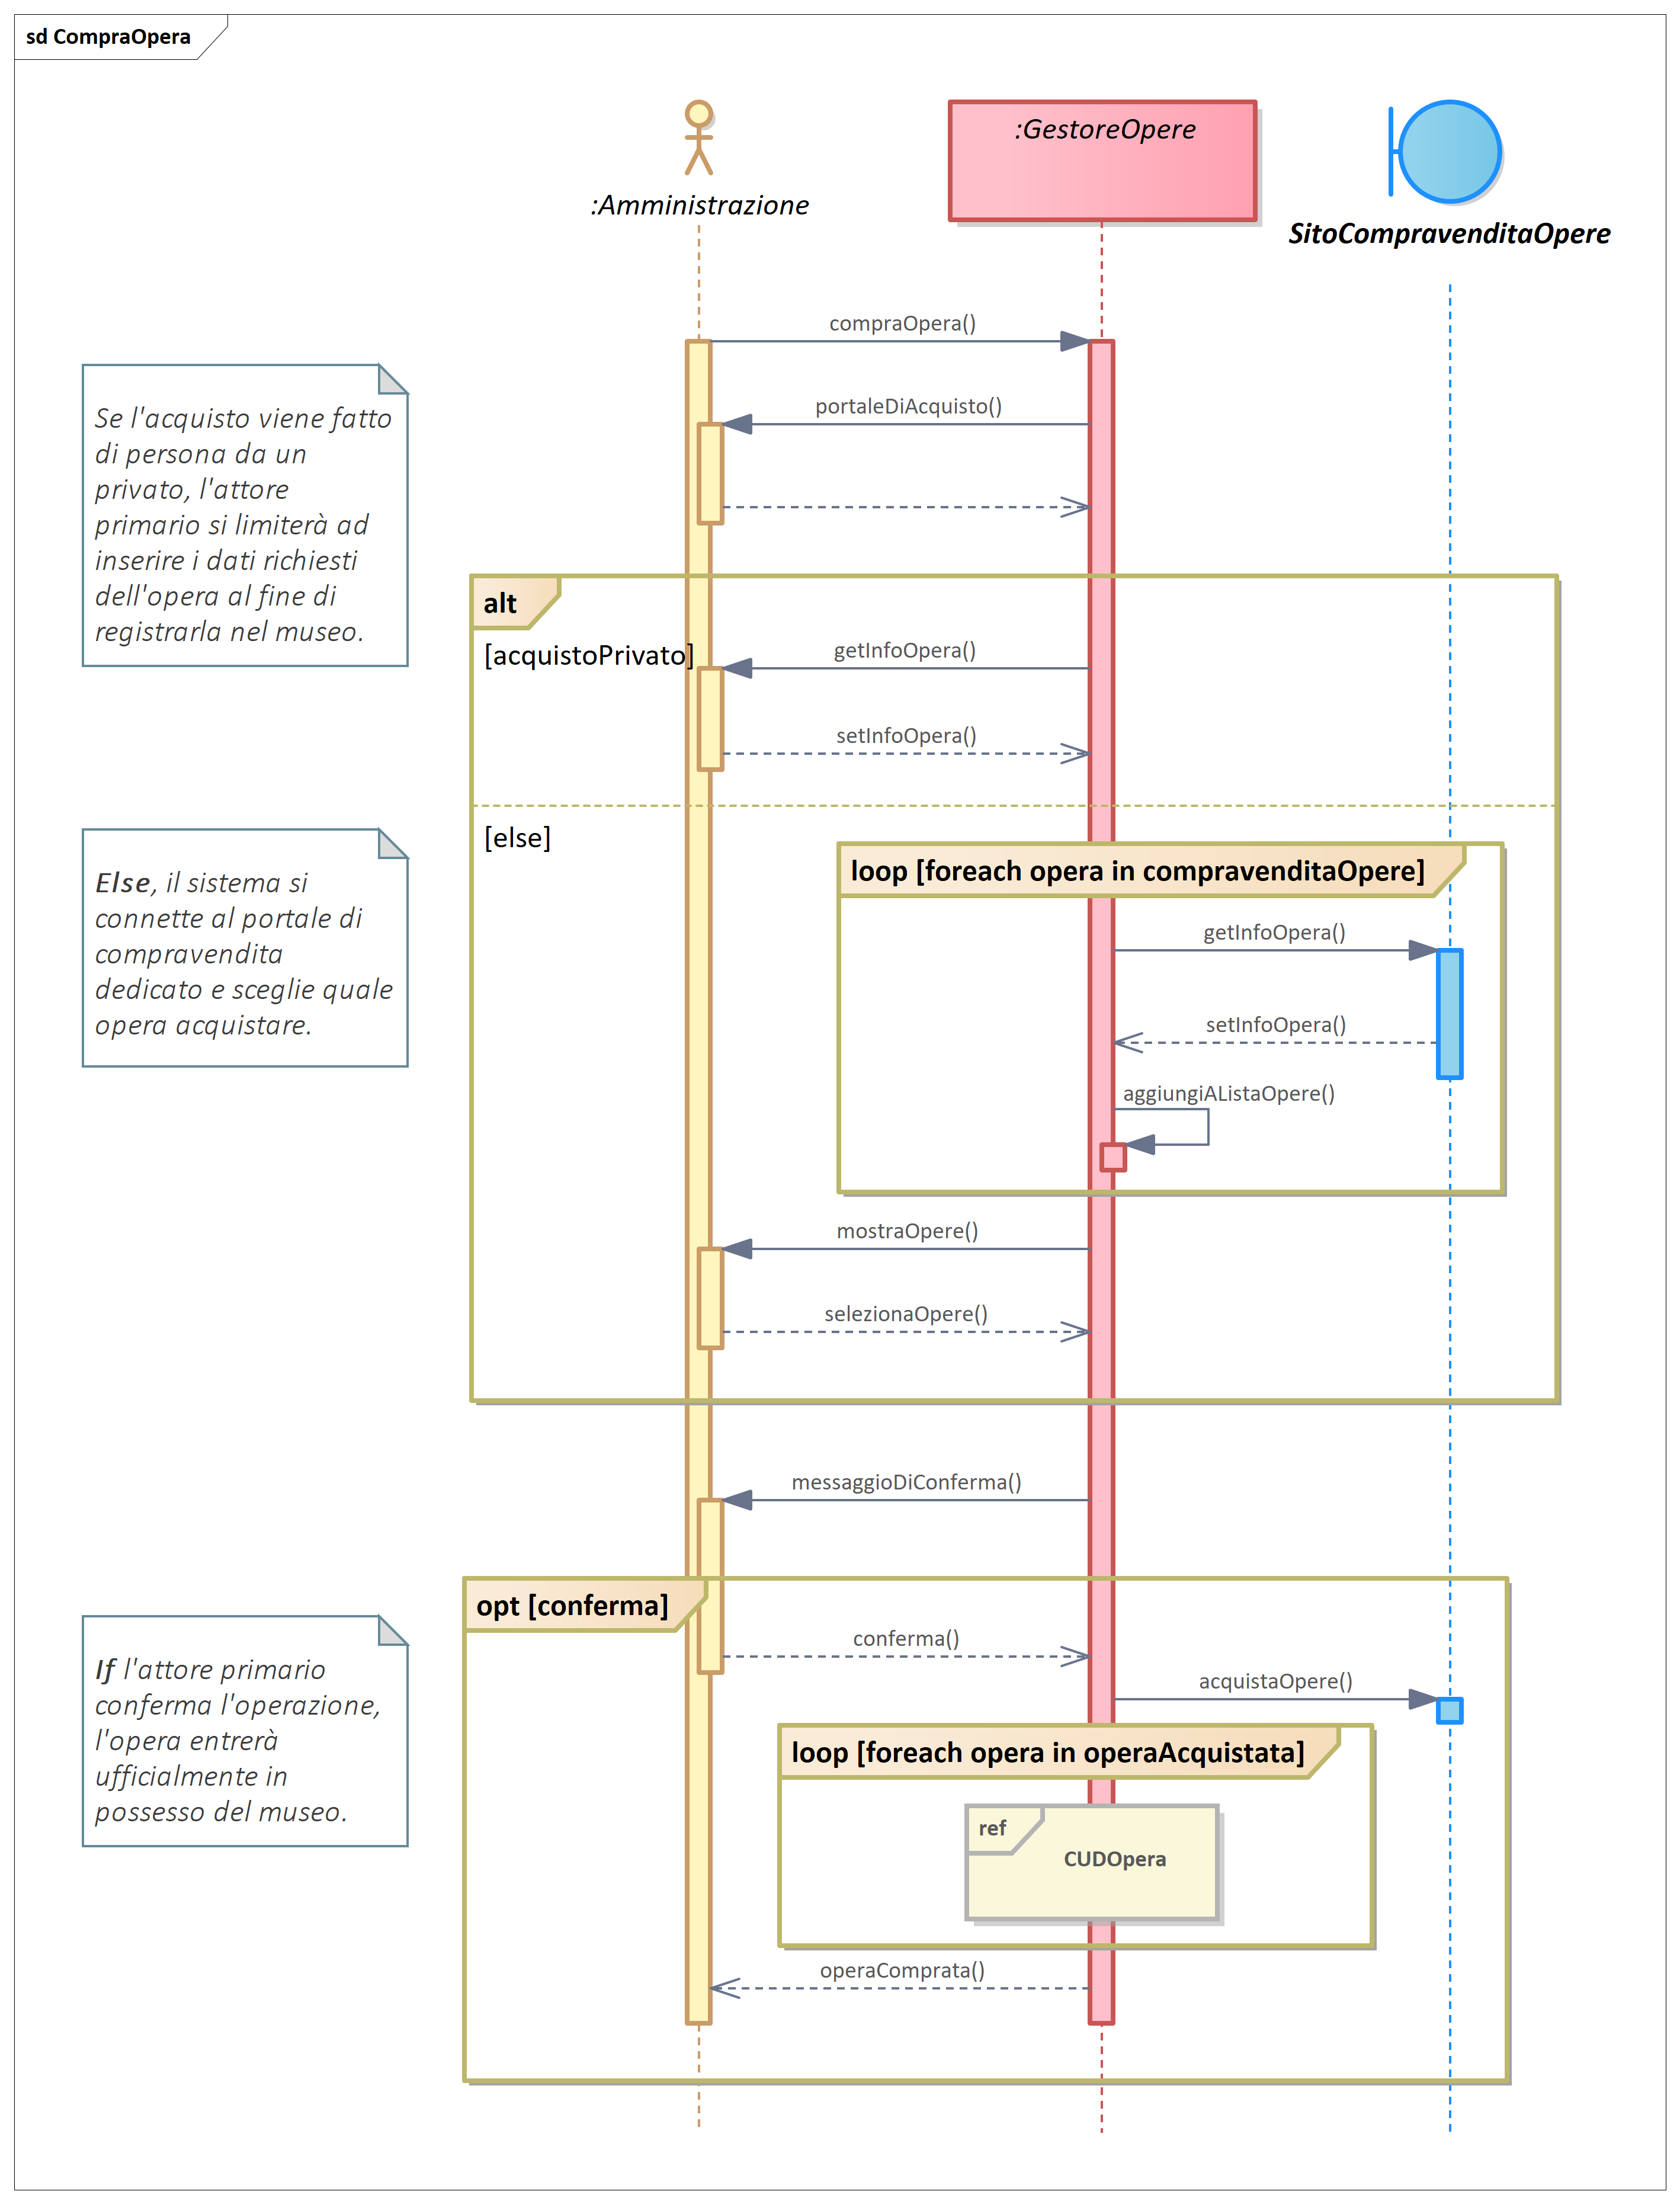 sd CompraOpera
:Amministrazione
:GestoreOpere
SitoCompravenditaOpere
compraOpera()
portaleDiAcquisto()
Se l'acquisto viene fatto
di persona da un
privato, l'attore
primario si limiterà ad
inserire i dati richiesti
dell'opera al fine di
registrarla nel museo.
alt
[acquistoPrivato]
getInfoOpera()
setInfoOpera()
[else]
Else, il sistema si
connette al portale di
compravendita
dedicato e sceglie quale
opera acquistare.
loop [foreach opera in compravenditaOpere]
getInfoOpera()
setInfoOpera()
aggiungiAListaOpere()
mostraOpere()
selezionaOpere()
messaggioDiConferma()
opt [conferma]
If l'attore primario
conferma l'operazione,
l'opera entrerà
ufficialmente in
possesso del museo.
conferma()
acquistaOpere()
loop [foreach opera in operaAcquistata]
ref
CUDOpera
operaComprata()